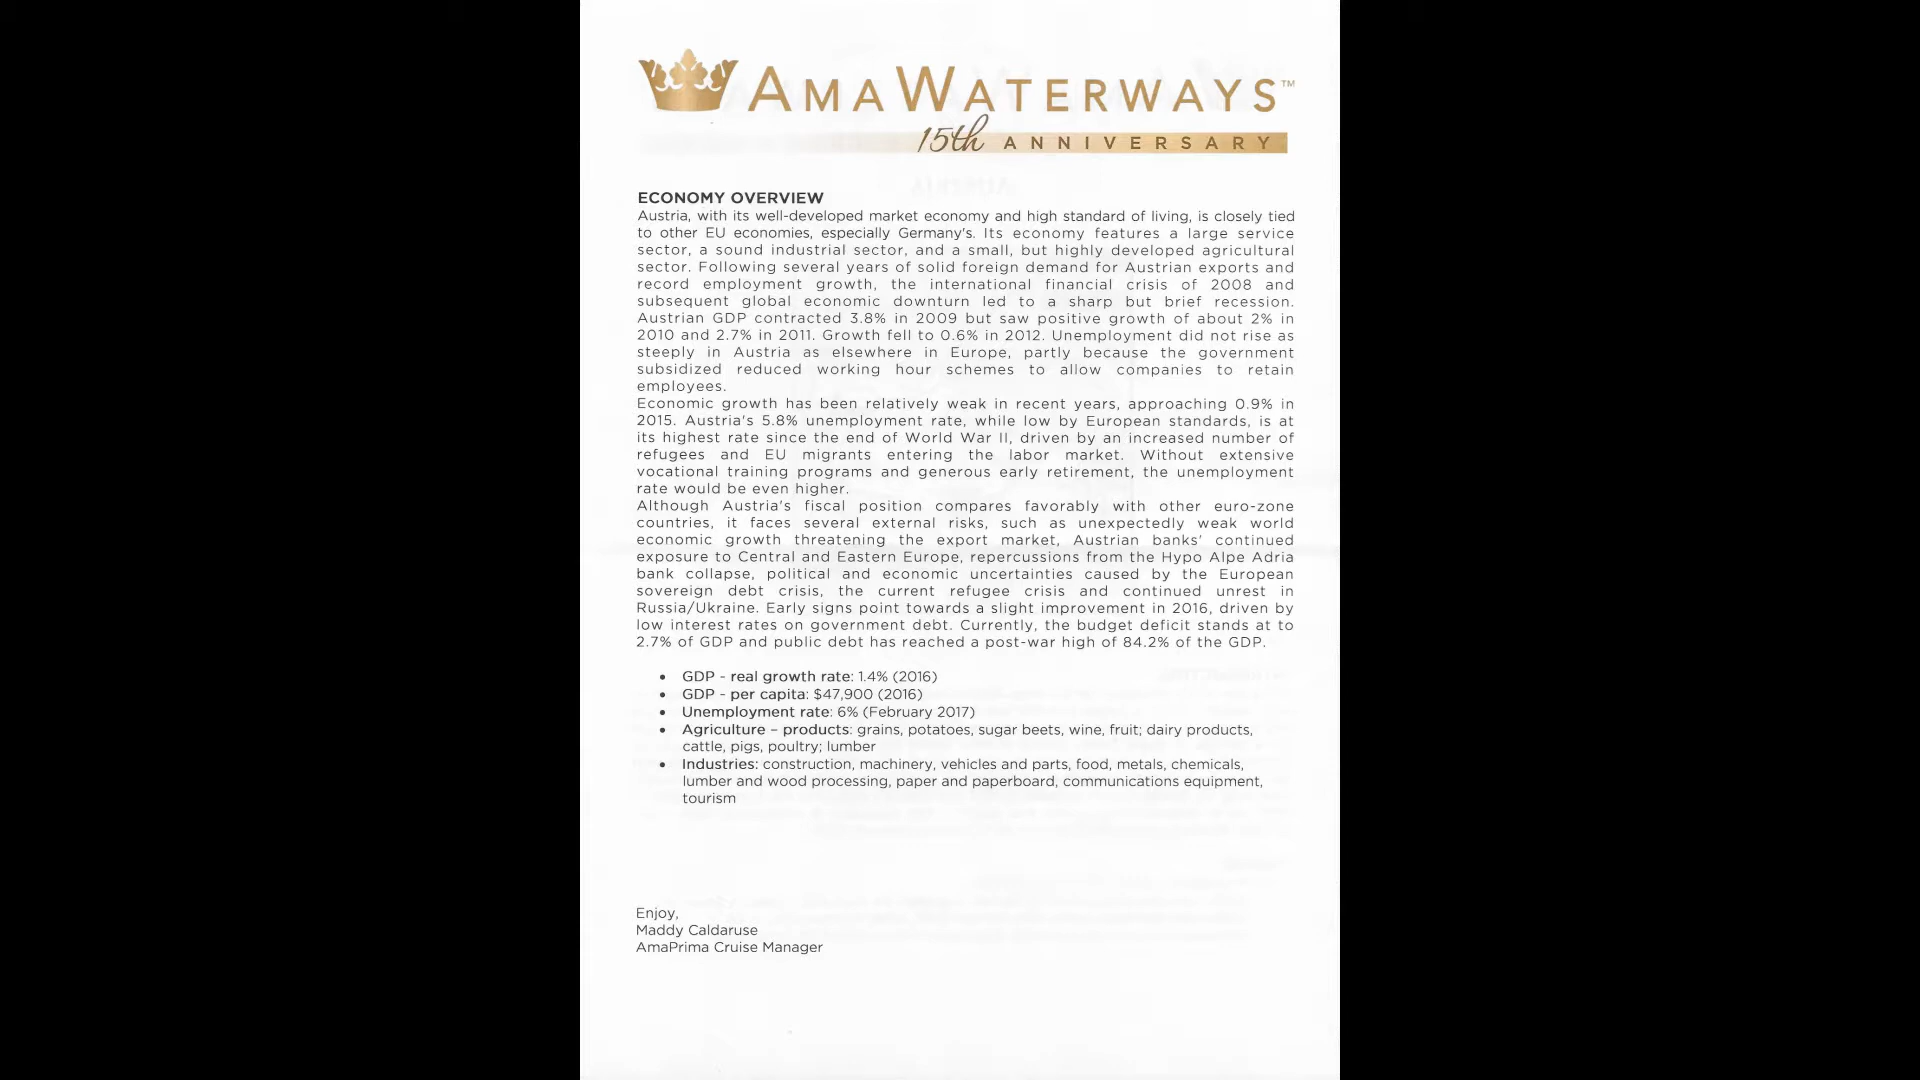 AMAWATERWAYS™
15th ANNIVERSARY
ECONOMY OVERVIEW
Austria, with its well-developed market economy and high standard of living, is closely tied
to other EU economies, especially Germany's. Its economy features a large service
sector, a sound industrial sector, and a small, but highly developed agricultural
sector. Following several years of solid foreign demand for Austrian exports and
record employment growth, the international financial crisis of 2008 and
subsequent global economic downturn led to a sharp but brief recession.
Austrian GDP contracted 3.8% in 2009 but saw positive growth of about 2% in
2010 and 2.7% in 2011. Growth fell to 0.6% in 2012. Unemployment did not rise as
steeply in Austria as elsewhere in Europe, partly because the government
subsidized reduced working hour schemes to allow companies to retain
employees.
Economic growth has been relatively weak in recent years, approaching 0.9% in
2015. Austria's 5.8% unemployment rate, while low by European standards, is at
its highest rate since the end of World War II, driven by an increased number of
refugees and EU migrants entering the labor market. Without extensive
vocational training programs and generous early retirement, the unemployment
rate would be even higher.
Although Austria's fiscal position compares favorably with other euro-zone
countries, it faces several external risks, such as unexpectedly weak world
economic growth threatening the export market, Austrian banks' continued
exposure to Central and Eastern Europe, repercussions from the Hypo Alpe Adria
bank collapse, political and economic uncertainties caused by the European
sovereign debt crisis, the current refugee crisis and continued unrest in
Russia/Ukraine. Early signs point towards a slight improvement in 2016, driven by
low interest rates on government debt. Currently, the budget deficit stands at to
2.7% of GDP and public debt has reached a post-war high of 84.2% of the GDP.
• GDP - real growth rate: 1.4% (2016)
• GDP - per capita: $47,900 (2016)
• Unemployment rate: 6% (February 2017)
• Agriculture – products: grains, potatoes, sugar beets, wine, fruit; dairy products,
cattle, pigs, poultry; lumber
• Industries: construction, machinery, vehicles and parts, food, metals, chemicals,
lumber and wood processing, paper and paperboard, communications equipment,
tourism
Enjoy,
Maddy Caldaruse
AmaPrima Cruise Manager